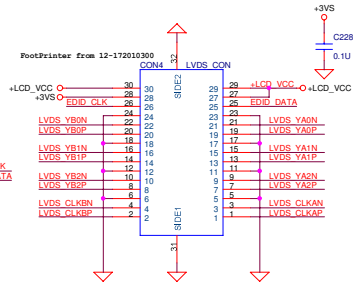 +3VS
C228
0.1U
FootPrinter from 12-172010300
CON4 LVDS_CON
32
SIDE2
+LCD_VCC 30 30 29 29 +LCD_VCC +LCD_VCC
+3VS 28 28 27 27
EDID_CLK 26 26 25 25 EDID_DATA
24 24 23 23
LVDS_YB0N 22 22 21 21 LVDS_YA0N
LVDS_YB0P 20 20 19 19 LVDS_YA0P
18 18 17 17
LVDS_YB1N 16 16 15 15 LVDS_YA1N
LVDS_YB1P 14 14 13 13 LVDS_YA1P
12 12 11 11
LVDS_YB2N 10 10 9 9 LVDS_YA2N
LVDS_YB2P 8 8 7 7 LVDS_YA2P
6 6 5 5
LVDS_CLKBN 4 4 3 3 LVDS_CLKAN
LVDS_CLKBP 2 2 1 1 LVDS_CLKAP
SIDE1
31